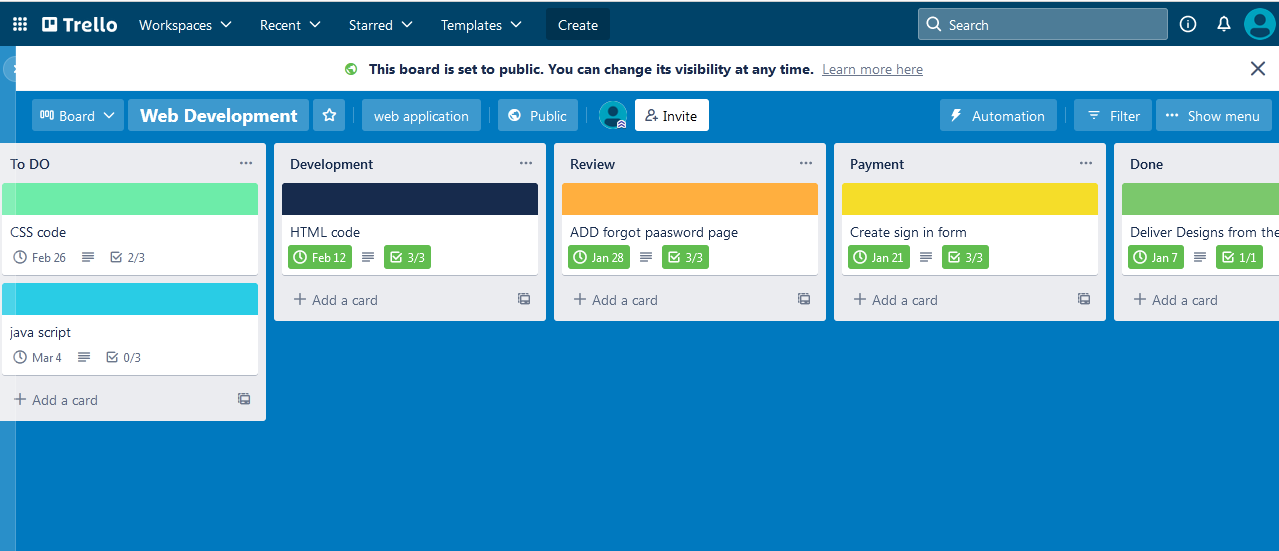 Trello Workspaces Recent Starred Templates Create Search
This board is set to public. You can change its visibility at any time. Learn more here
Board Web Development web application Public Invite Automation Filter Show menu
To DO
CSS code
Feb 26 2/3
java script
Mar 4 0/3
Add a card
Development
HTML code
Feb 12 3/3
Add a card
Review
ADD forgot paasword page
Jan 28 3/3
Add a card
Payment
Create sign in form
Jan 21 3/3
Add a card
Done
Deliver Designs from the
Jan 7 1/1
Add a card